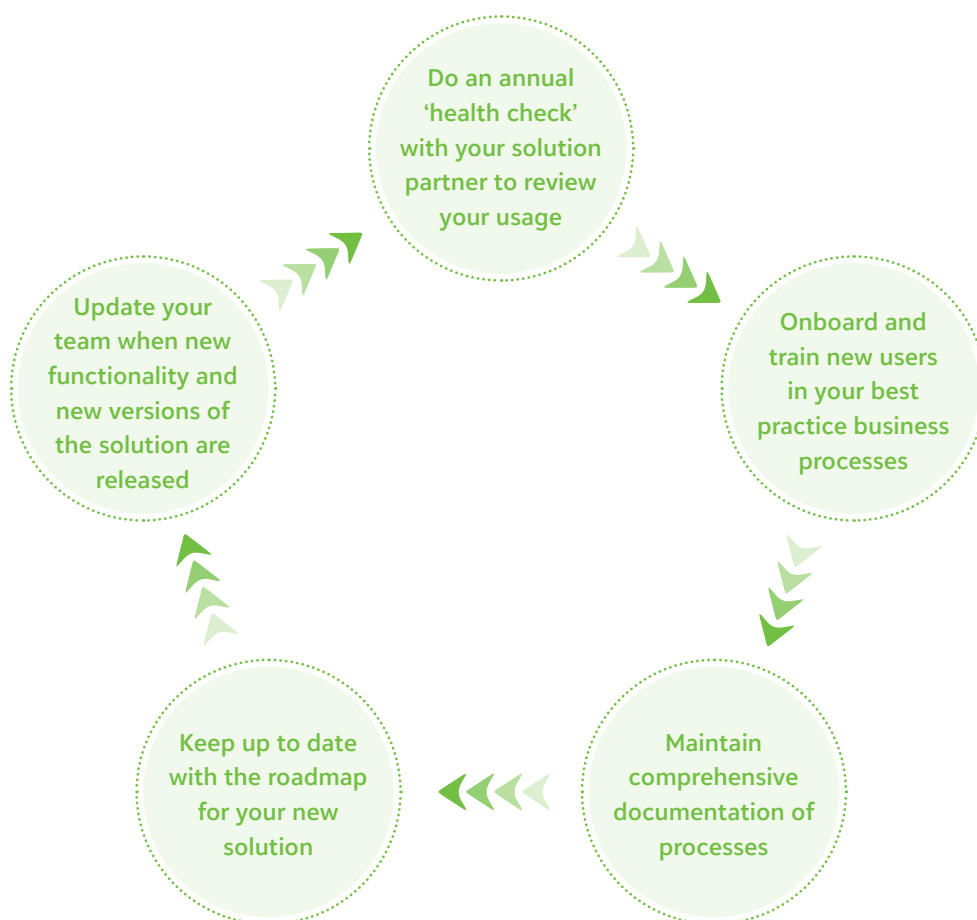 Do an annual
‘health check’
with your solution
partner to review
your usage
Onboard and
train new users
in your best
practice business
processes
Maintain
comprehensive
documentation of
processes
Keep up to date
with the roadmap
for your new
solution
Update your
team when new
functionality and
new versions of
the solution are
released